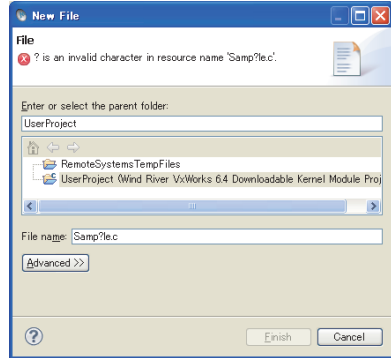 New File
File
? is an invalid character in resource name 'Samp?le.c'.
Enter or select the parent folder:
UserProject
RemoteSystemsTempFiles
UserProject (Wind River VxWorks 6.4 Downloadable Kernel Module Proj
File name: Samp?le.c
Advanced >>
? Finish Cancel